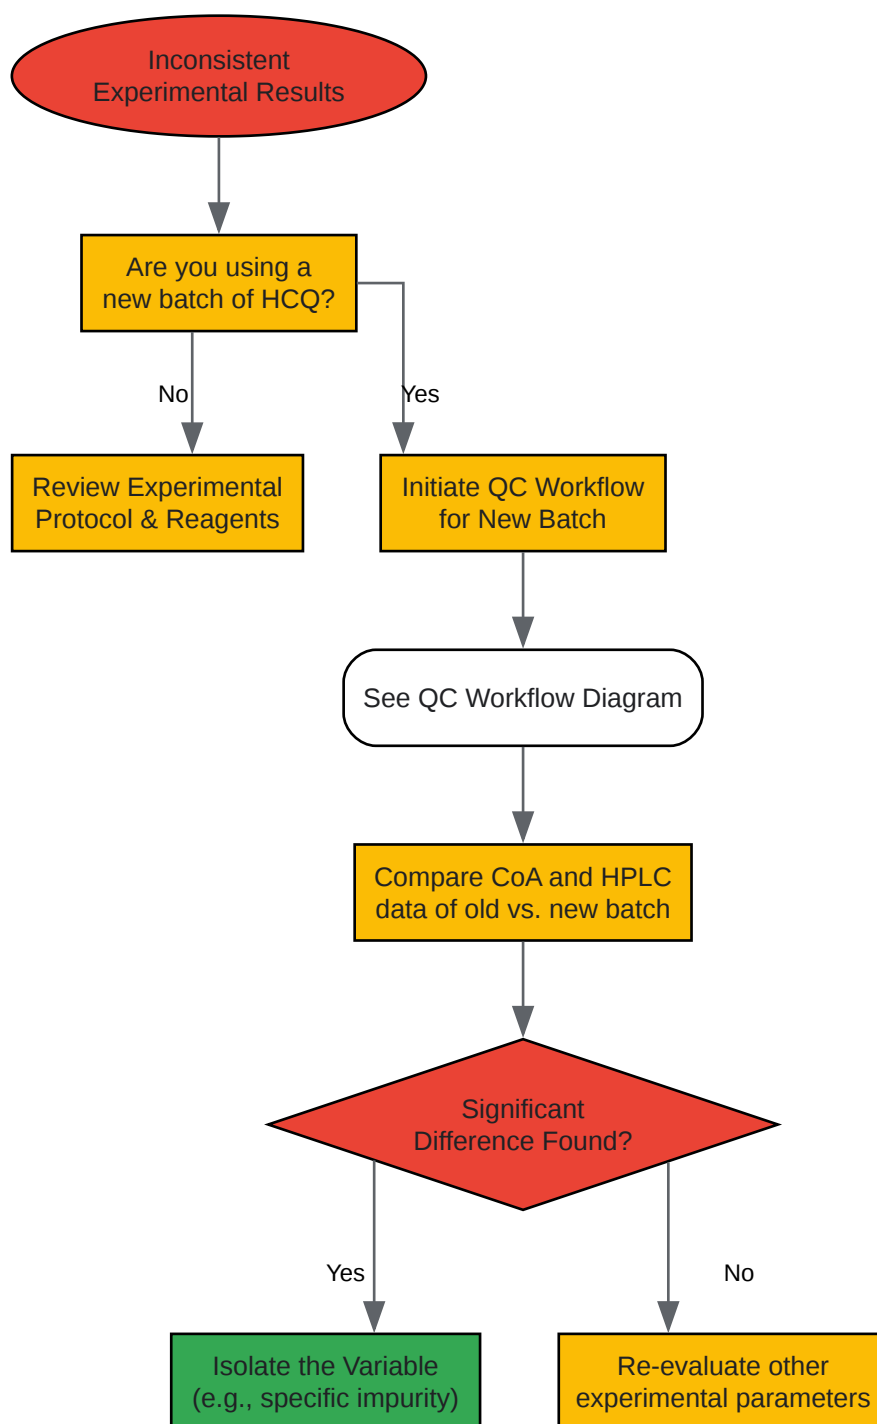 Inconsistent
Experimental Results
Are you using a
new batch of HCQ?
No
Yes
Review Experimental
Protocol & Reagents
Initiate QC Workflow
for New Batch
See QC Workflow Diagram
Compare CoA and HPLC
data of old vs. new batch
Significant
Difference Found?
Yes
No
Isolate the Variable
(e.g., specific impurity)
Re-evaluate other
experimental parameters